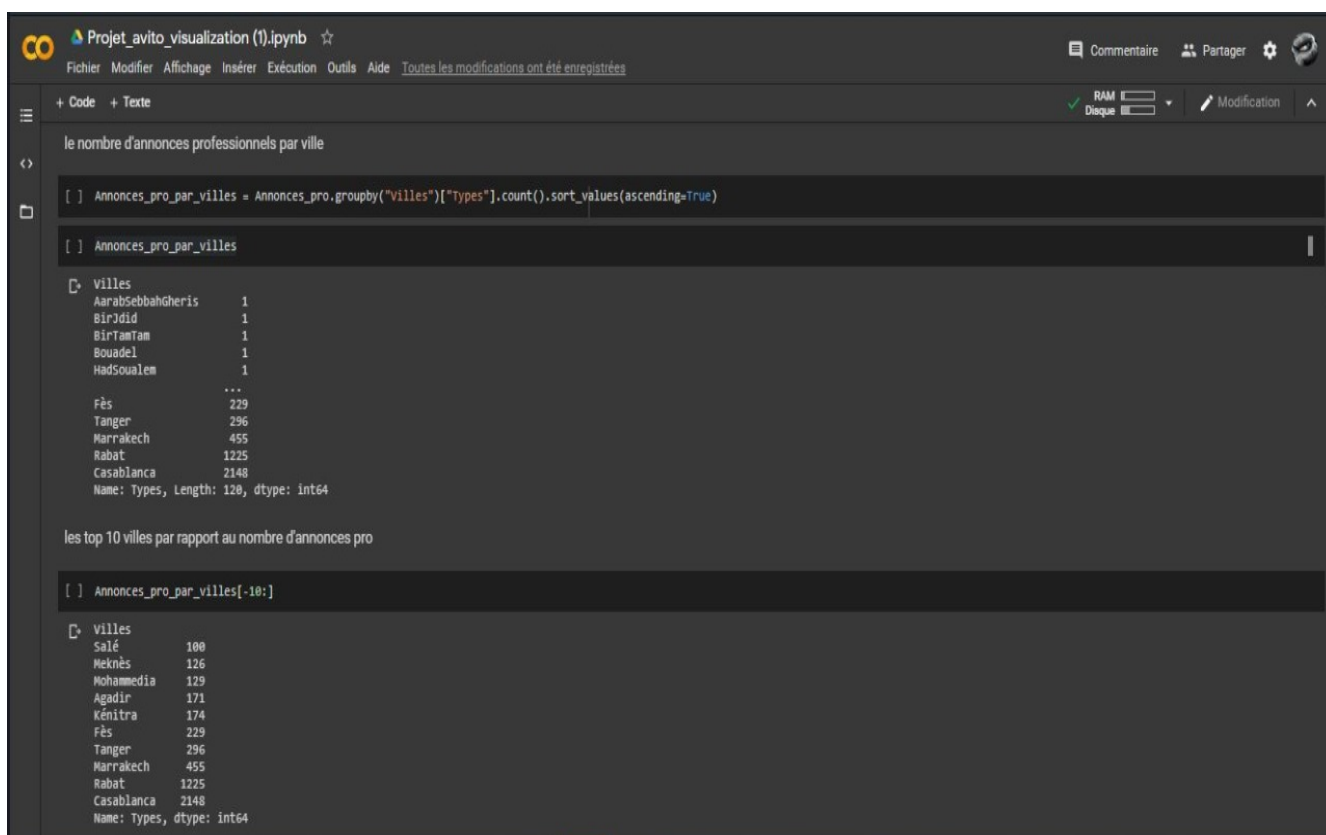 CO Projet_avito_visualization (1).ipynb
Commentaire Partager
Fichier Modifier Affichage Insérer Exécution Outils Aide Toutes les modifications ont été enregistrées
+ Code + Texte
RAM
Disque
Modification
le nombre d'annonces professionnels par ville
[ ] Annonces_pro_par_villes = Annonces_pro.groupby("Villes")["Types"].count().sort_values(ascending=True)
[ ] Annonces_pro_par_villes
Villes
AarabSebbahGheris 1
BirJdid 1
BirTamTam 1
Bouadel 1
HadSoualem 1
...
Fès 229
Tanger 296
Marrakech 455
Rabat 1225
Casablanca 2148
Name: Types, Length: 120, dtype: int64
les top 10 villes par rapport au nombre d'annonces pro
[ ] Annonces_pro_par_villes[-10:]
Villes
Salé 100
Meknès 126
Mohammedia 129
Agadir 171
Kénitra 174
Fès 229
Tanger 296
Marrakech 455
Rabat 1225
Casablanca 2148
Name: Types, dtype: int64